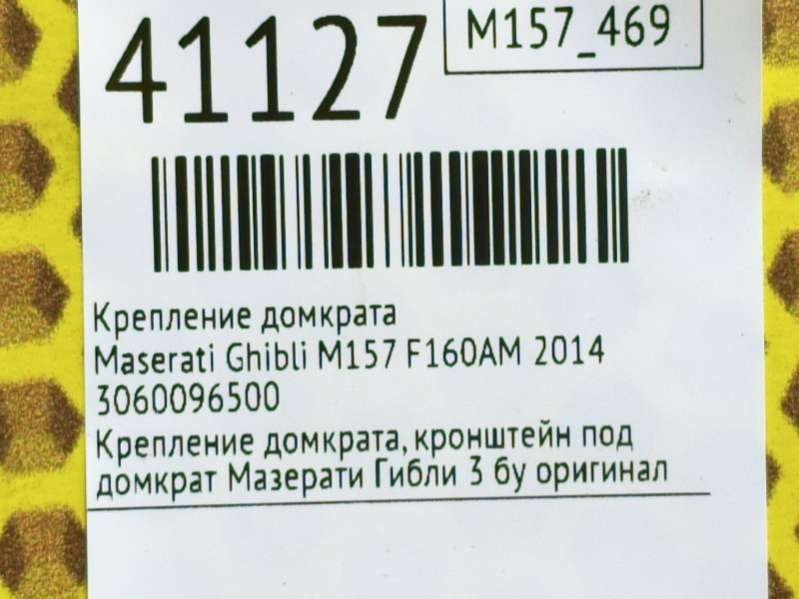 41127
M157_469
Крепление домкрата
Maserati Ghibli M157 F160AM 2014
3060096500
Крепление домкрата, кронштейн под
домкрат Мазерати Гибли 3 бу оригинал